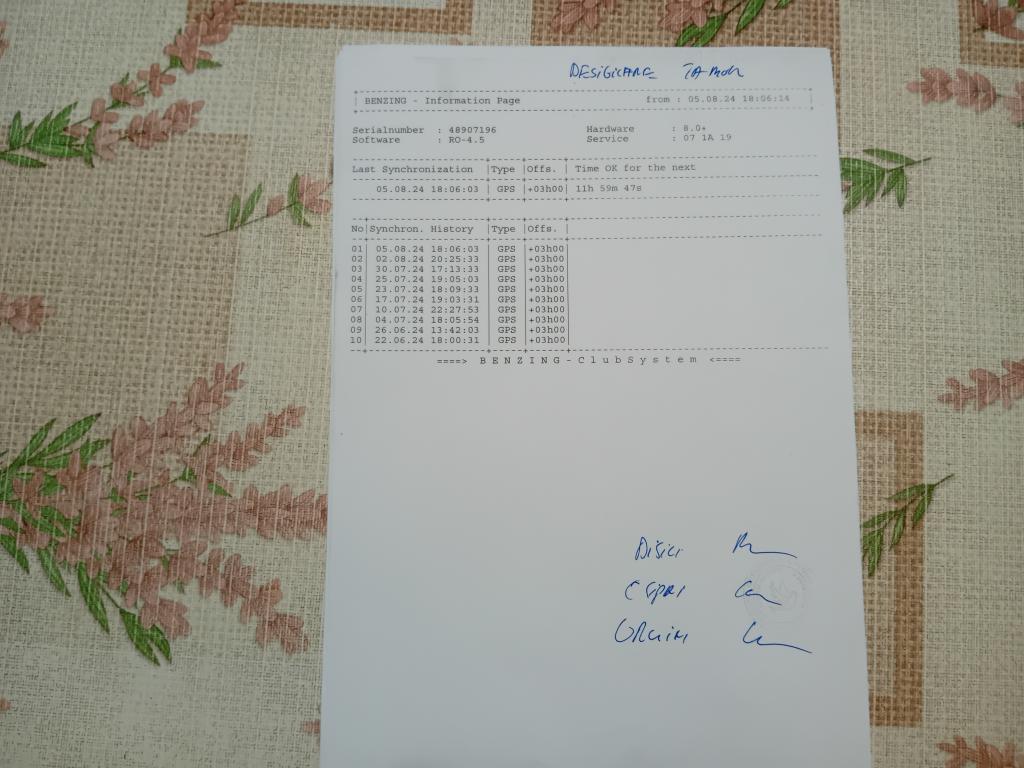 DESIGILARE
BENZING - Information Page from : 05.08.24 18:06:14
Serialnumber : 48907196 Hardware : 8.0+
Software : RO-4.5 Service : 07 1A 19
Last Synchronization |Type |Offs. | Time OK for the next
05.08.24 18:06:03 | GPS |+03h00| 11h 59m 47s
No|Synchron. History |Type |Offs. |
01| 05.08.24 18:06:03 | GPS |+03h00|
02| 02.08.24 20:25:33 | GPS |+03h00|
03| 30.07.24 17:13:33 | GPS |+03h00|
04| 25.07.24 19:05:03 | GPS |+03h00|
05| 23.07.24 18:09:33 | GPS |+03h00|
06| 17.07.24 19:03:31 | GPS |+03h00|
07| 10.07.24 22:27:53 | GPS |+03h00|
08| 04.07.24 18:05:54 | GPS |+03h00|
09| 26.06.24 13:42:03 | GPS |+03h00|
10| 22.06.24 18:00:31 | GPS |+03h00|
====> B E N Z I N G - C l u b S y s t e m <====